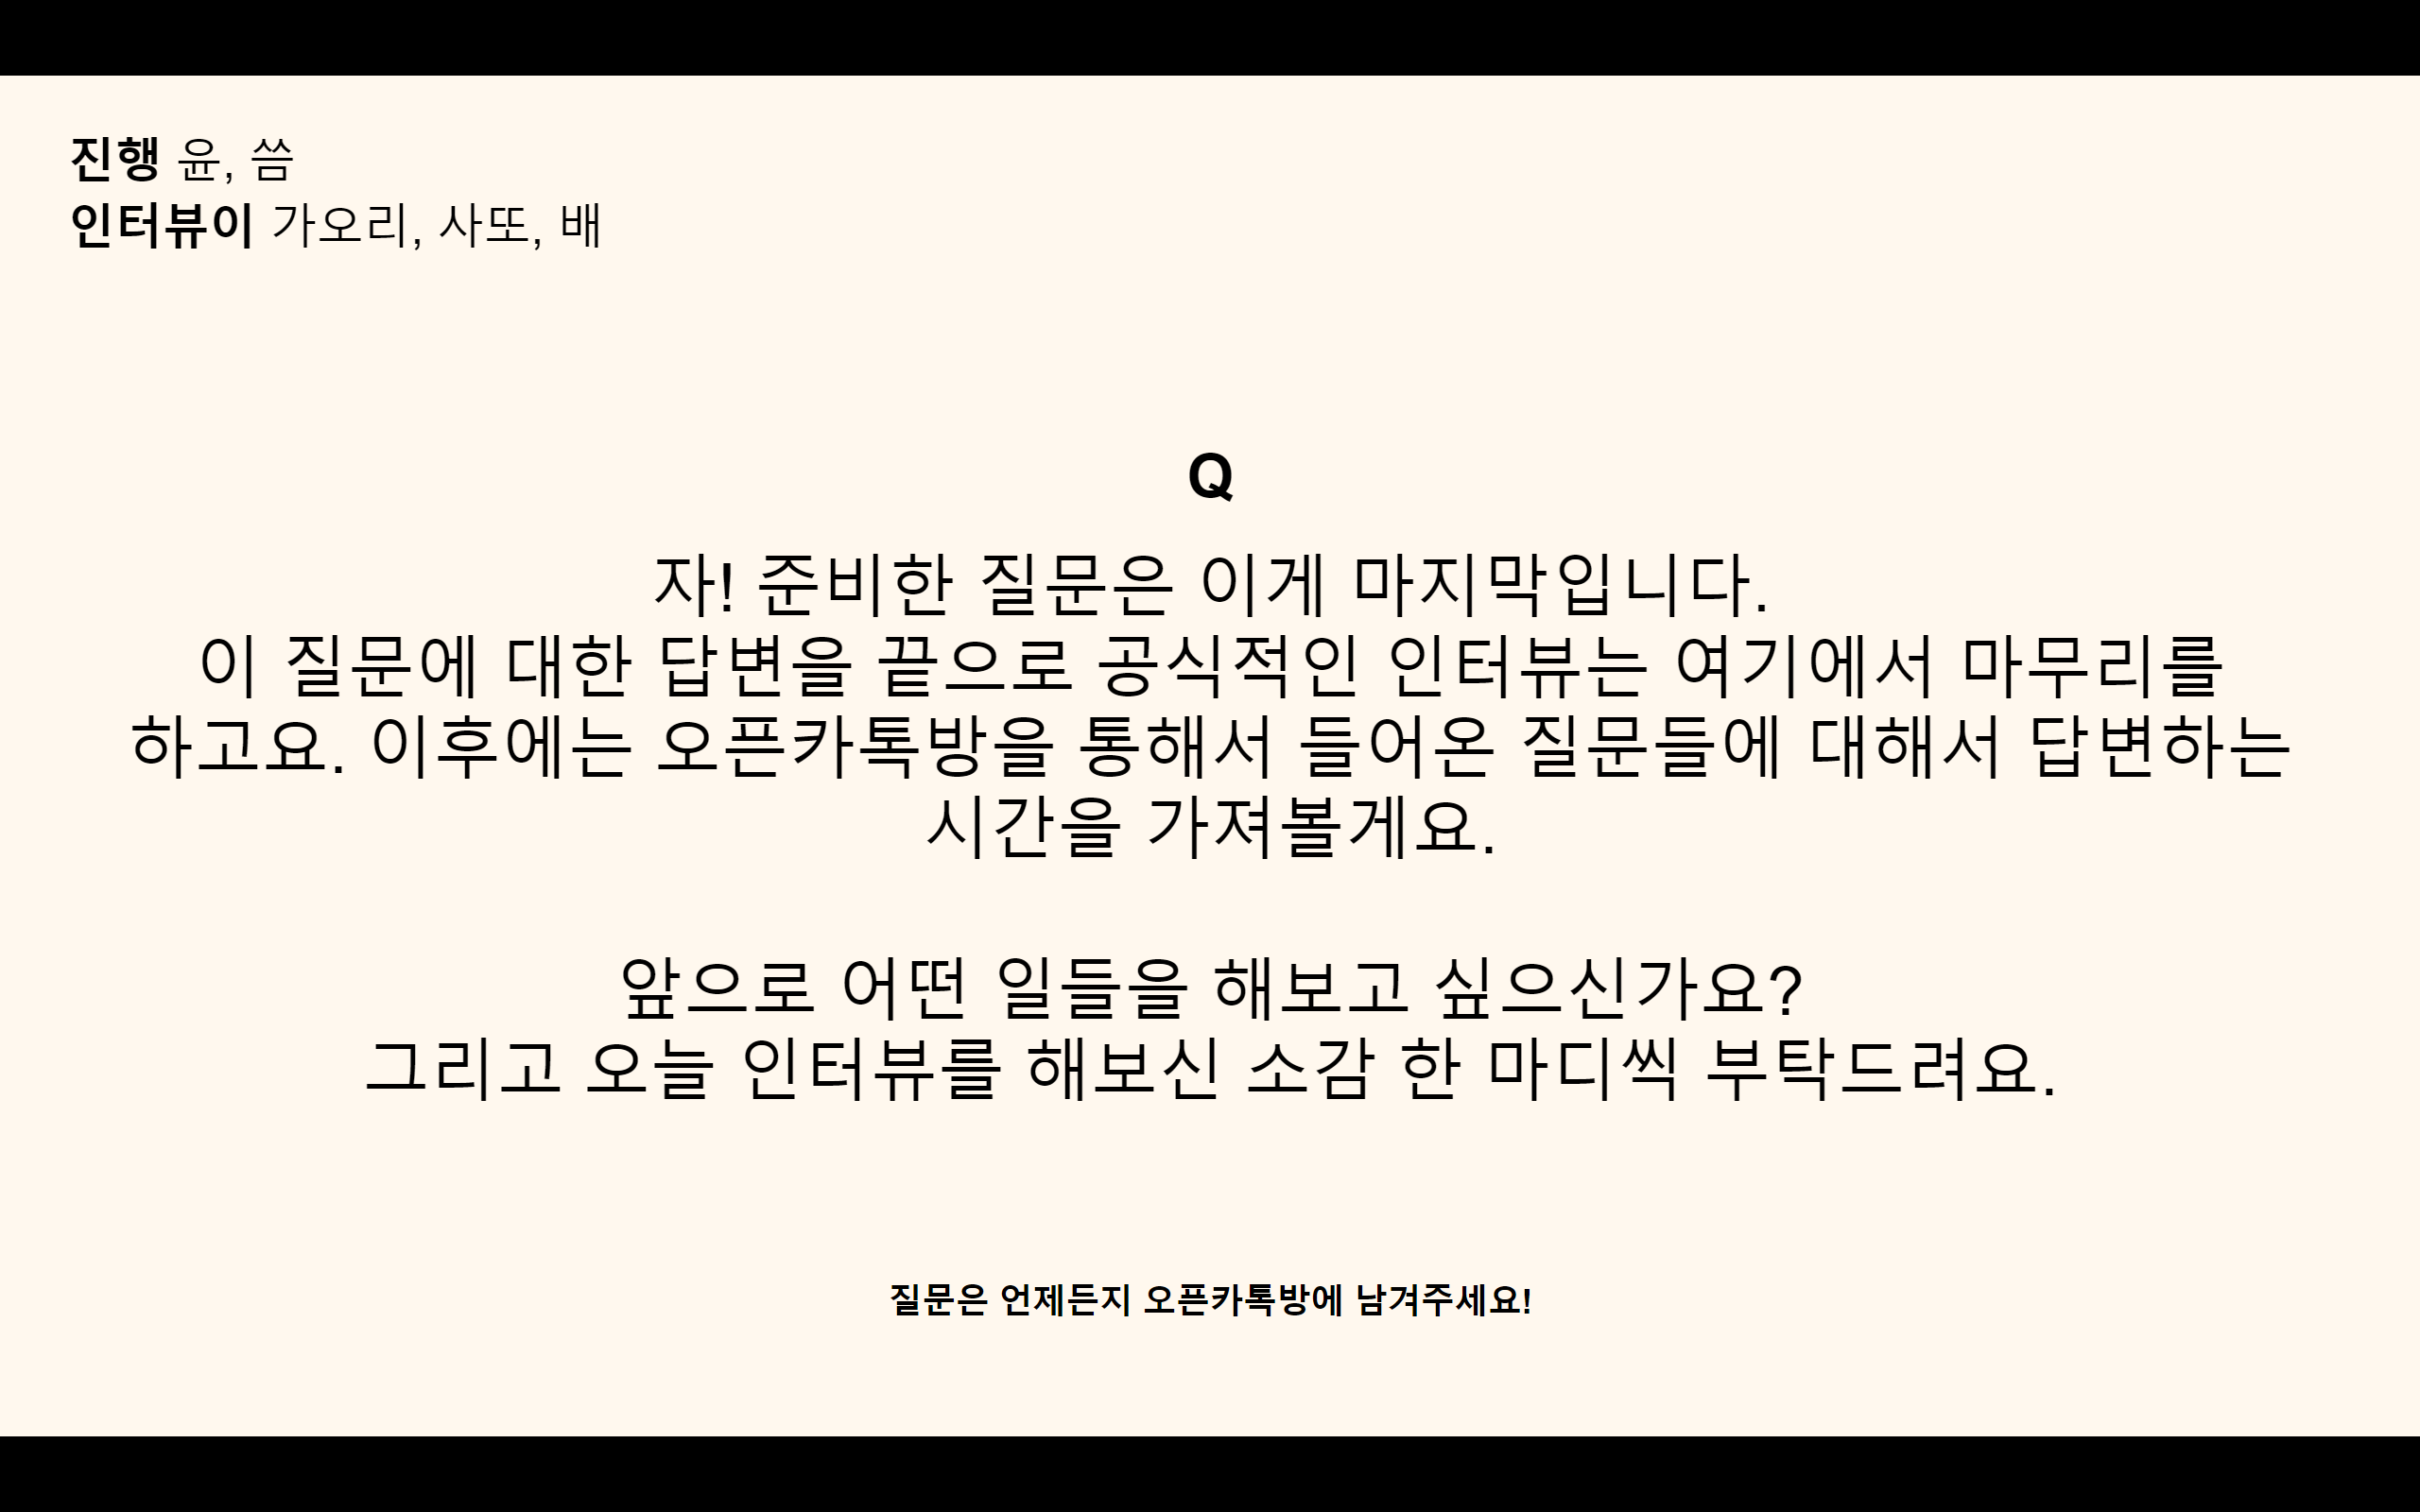 진행 윤, 씀
인터뷰이 가오리, 사또, 배
Q
자! 준비한 질문은 이게 마지막입니다.
이 질문에 대한 답변을 끝으로 공식적인 인터뷰는 여기에서 마무리를
하고요. 이후에는 오픈카톡방을 통해서 들어온 질문들에 대해서 답변하는
시간을 가져볼게요.
앞으로 어떤 일들을 해보고 싶으신가요?
그리고 오늘 인터뷰를 해보신 소감 한 마디씩 부탁드려요.
질문은 언제든지 오픈카톡방에 남겨주세요!